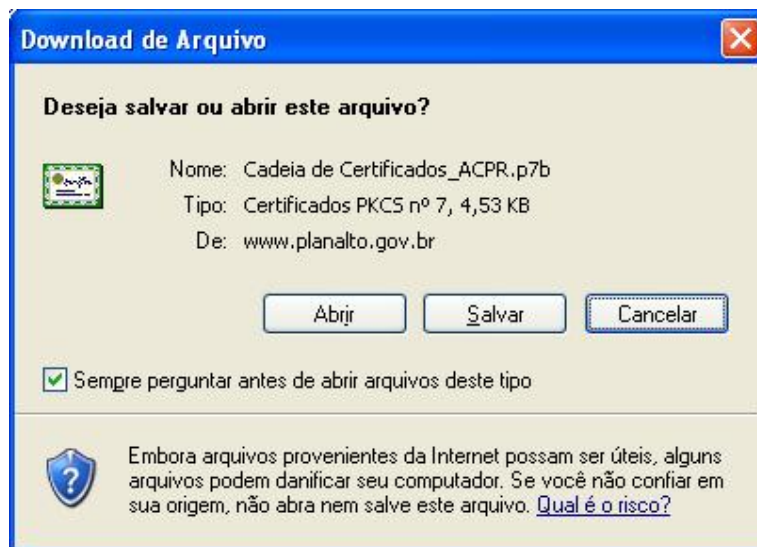 Download de Arquivo
Deseja salvar ou abrir este arquivo?
Nome: Cadeia de Certificados_ACPR.p7b
Tipo: Certificados PKCS nº 7, 4,53 KB
De: www.planalto.gov.br
Abrir Salvar Cancelar
Sempre perguntar antes de abrir arquivos deste tipo
Embora arquivos provenientes da Internet possam ser úteis, alguns
arquivos podem danificar seu computador. Se você não confiar em
sua origem, não abra nem salve este arquivo. Qual é o risco?